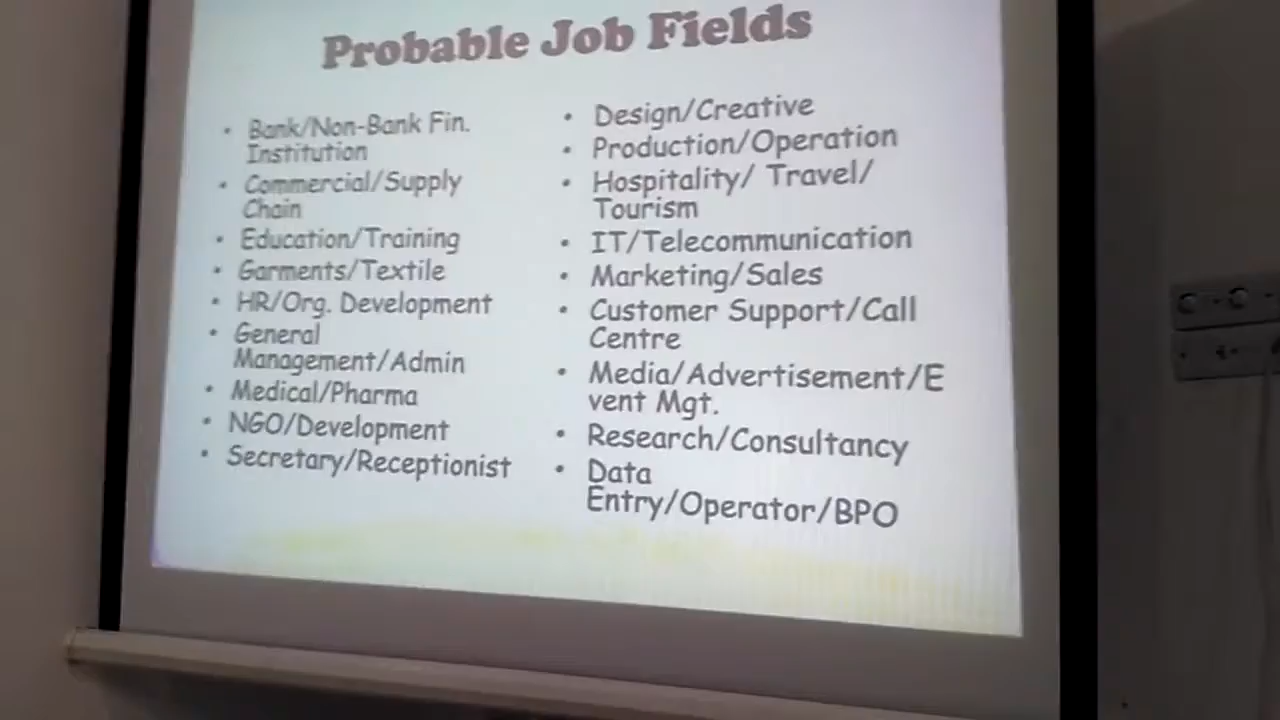 Probable Job Fields
• Bank/Non-Bank Fin.
Institution
• Commercial/Supply
Chain
• Education/Training
• Garments/Textile
• HR/Org. Development
• General
Management/Admin
• Medical/Pharma
• NGO/Development
• Secretary/Receptionist
• Design/Creative
• Production/Operation
• Hospitality/ Travel/
Tourism
• IT/Telecommunication
• Marketing/Sales
• Customer Support/Call
Centre
• Media/Advertisement/E
vent Mgt.
• Research/Consultancy
• Data
Entry/Operator/BPO